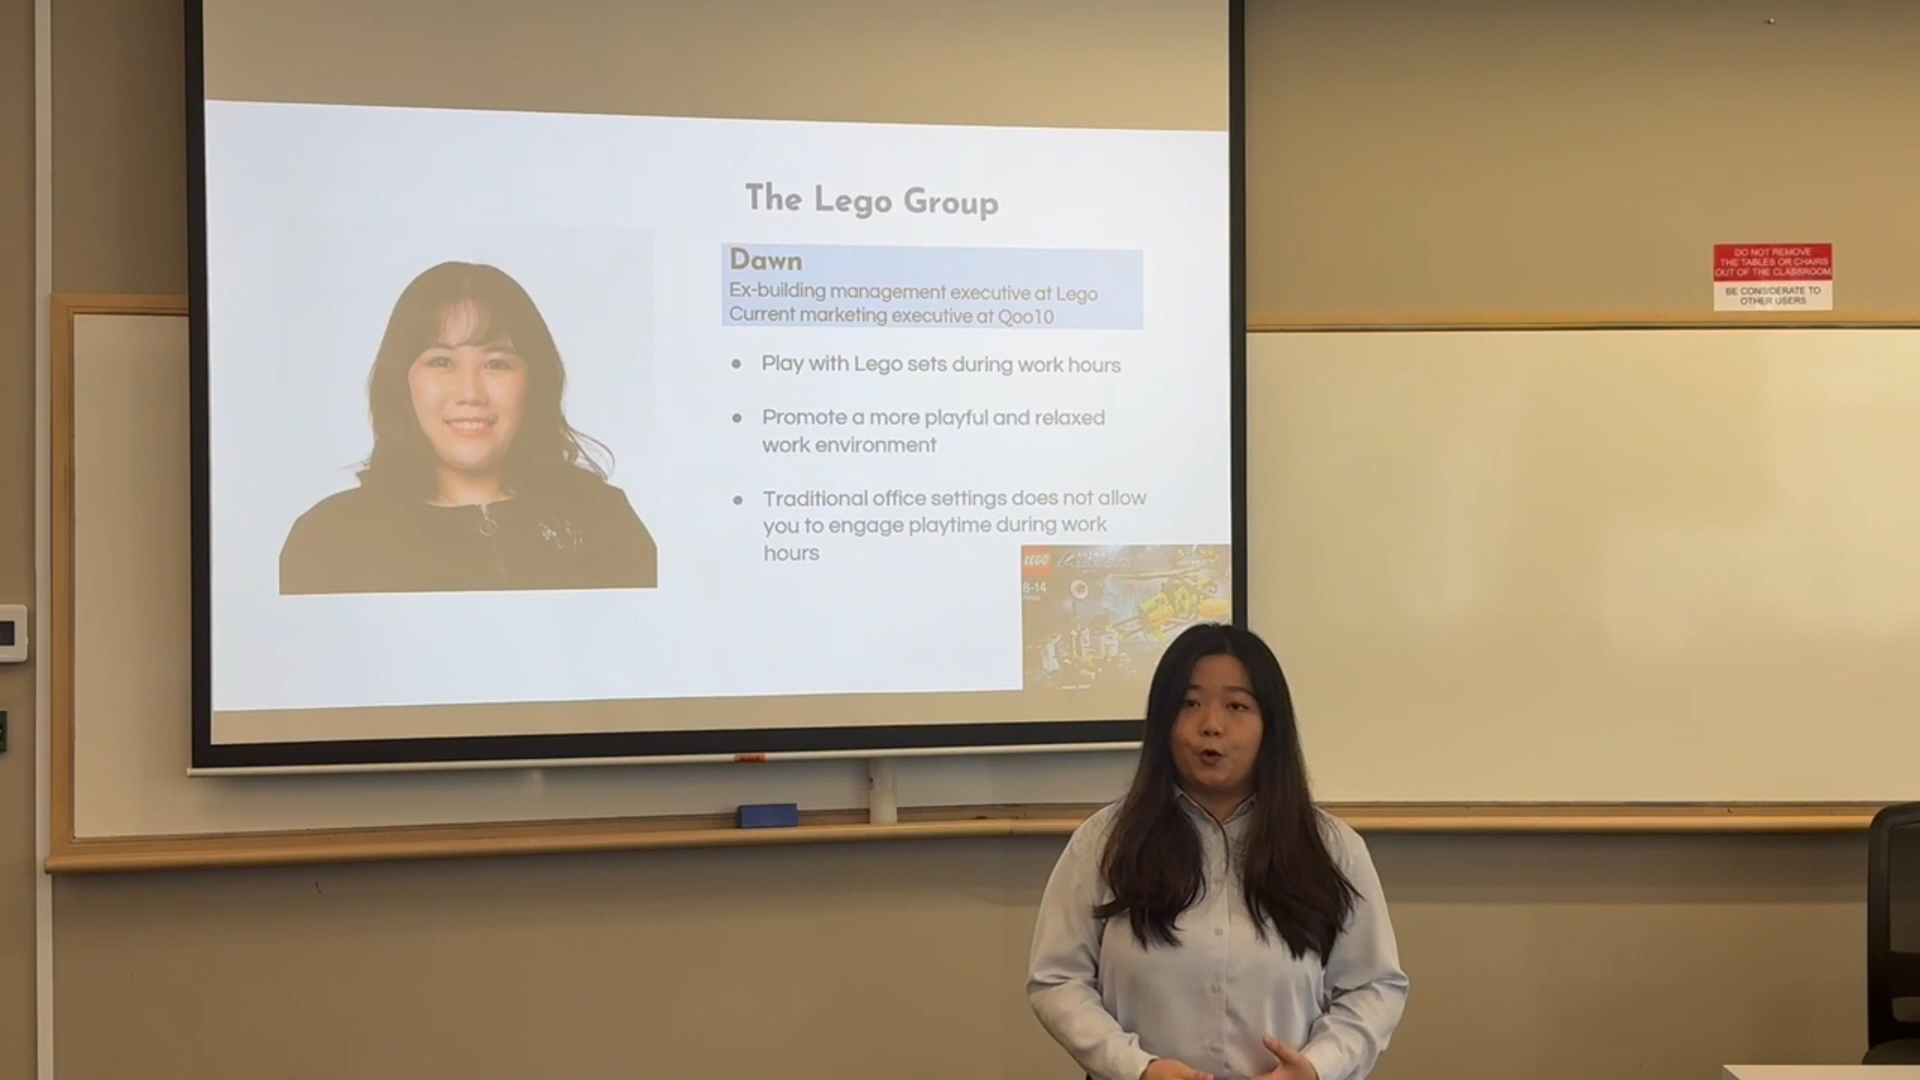 The Lego Group
Dawn
Ex-building management executive at Lego
Current marketing executive at Qoo10
Play with Lego sets during work hours
Promote a more playful and relaxed
work environment
Traditional office settings does not allow
you to engage playtime during work
hours
LEGO
8-14
DO NOT REMOVE
THE TABLES OR CHAIRS
OUT OF THE CLASSROOM
BE CONSIDERATE TO
OTHER USERS